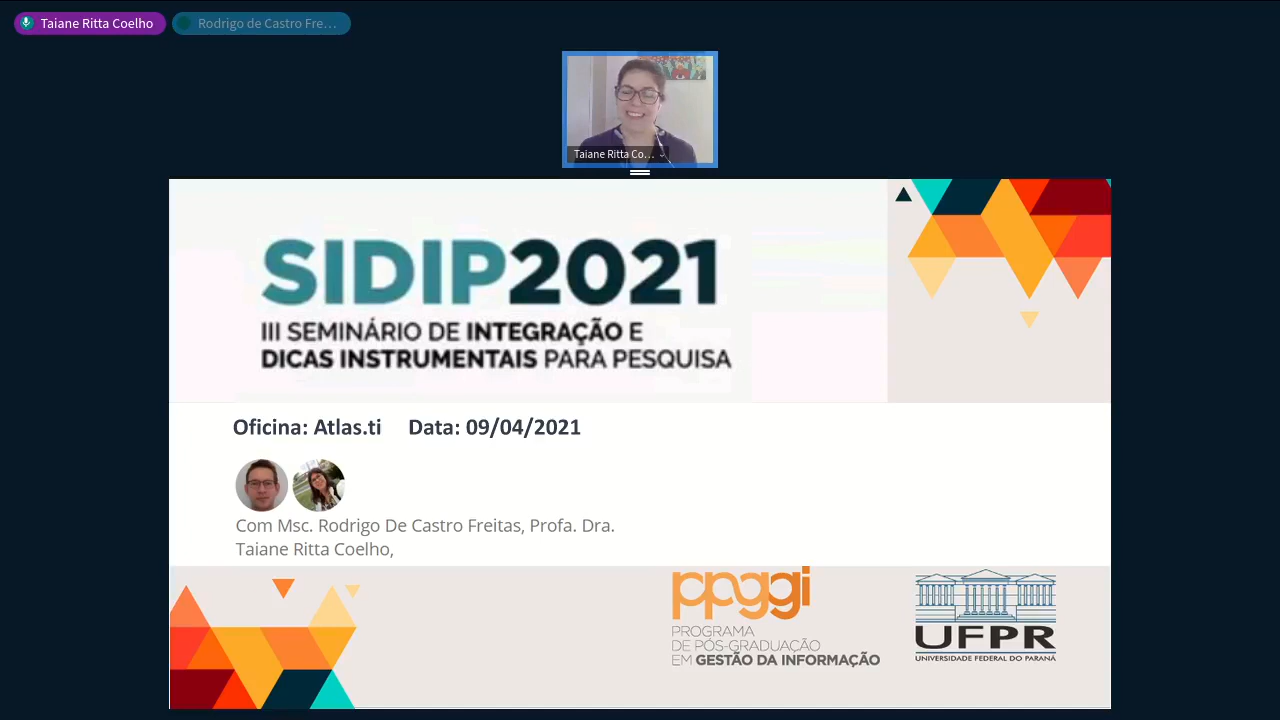 Taiane Ritta Coelho
Rodrigo de Castro Fre…
Taiane Ritta Co…
SIDIP2021
III SEMINÁRIO DE INTEGRAÇÃO E
DICAS INSTRUMENTAIS PARA PESQUISA
Oficina: Atlas.ti Data: 09/04/2021
Com Msc. Rodrigo De Castro Freitas, Profa. Dra.
Taiane Ritta Coelho,
ppggi
PROGRAMA
DE PÓS-GRADUAÇÃO
EM GESTÃO DA INFORMAÇÃO
UFPR
UNIVERSIDADE FEDERAL DO PARANÁ